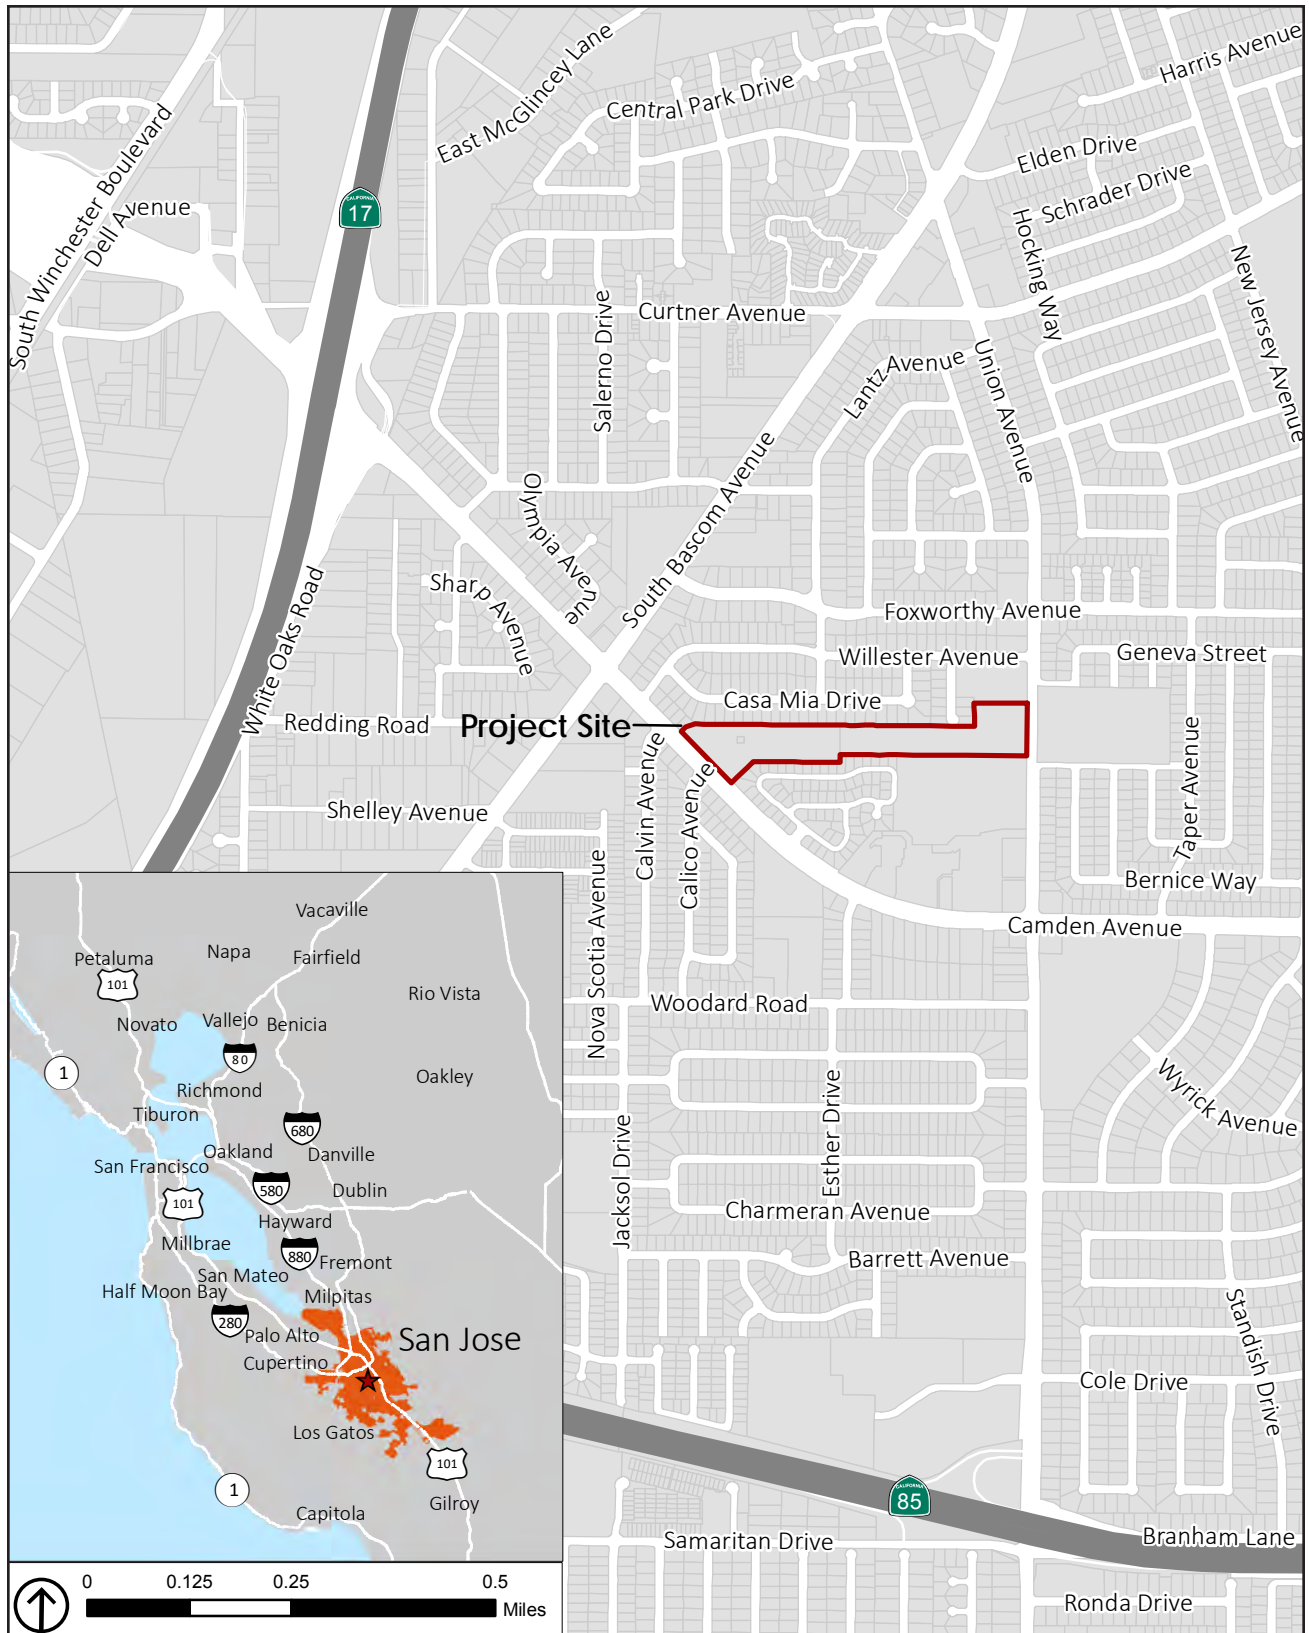 Harris Avenue
East McGlincey Lane
Central Park Drive
South Winchester Boulevard
Elden Drive
Schrader Drive
Dell Avenue
CALIFORNIA
17
Hocking Way
New Jersey Avenue
Curtner Avenue
Salerno Drive
Lantz Avenue
Union Avenue
Olympia Avenue
South Bascom Avenue
Sharp Avenue
White Oaks Road
Foxworthy Avenue
Willester Avenue
Geneva Street
Casa Mia Drive
Redding Road
Project Site
Calvin Avenue
Calico Avenue
Taper Avenue
Shelley Avenue
Nova Scotia Avenue
Bernice Way
Camden Avenue
Woodard Road
Wyrick Avenue
Esther Drive
Jacksol Drive
Charmeran Avenue
Barrett Avenue
Standish Drive
Cole Drive
CALIFORNIA
85
Samaritan Drive
Branham Lane
Ronda Drive
Vacaville
Napa
Fairfield
Petaluma
101
Rio Vista
Novato
Vallejo
Benicia
80
1
Richmond
Oakley
Tiburon
680
Oakland
Danville
San Francisco
580
Dublin
101
Hayward
Millbrae
880
Fremont
San Mateo
Half Moon Bay
Milpitas
280
Palo Alto
San Jose
Cupertino
Los Gatos
101
1
Gilroy
Capitola
0 0.125 0.25 0.5
Miles